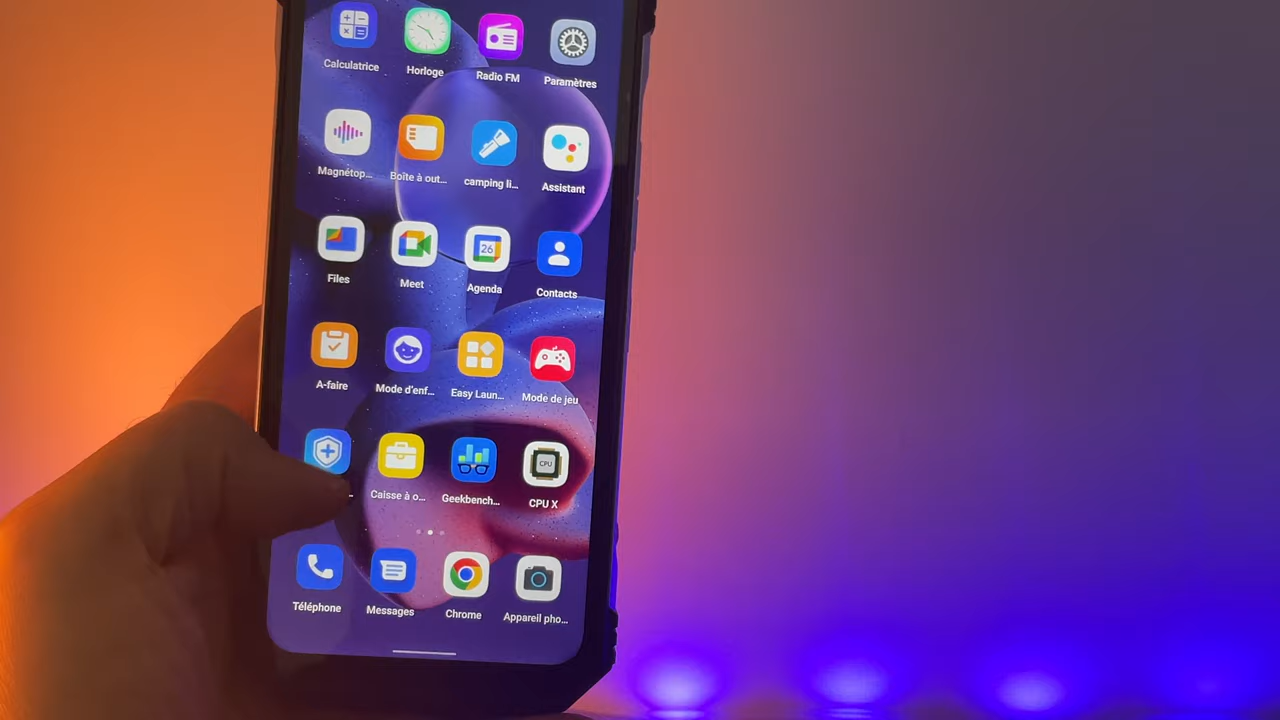 Calculatrice
Horloge
Radio FM
Paramètres
Magnétop...
Boîte à out...
camping li...
Assistant
Files
Meet
26
Agenda
Contacts
A-faire
Mode d'enf...
Easy Laun...
Mode de jeu
Caisse à o...
Geekbench...
CPU
CPU X
Téléphone
Messages
Chrome
Appareil pho...